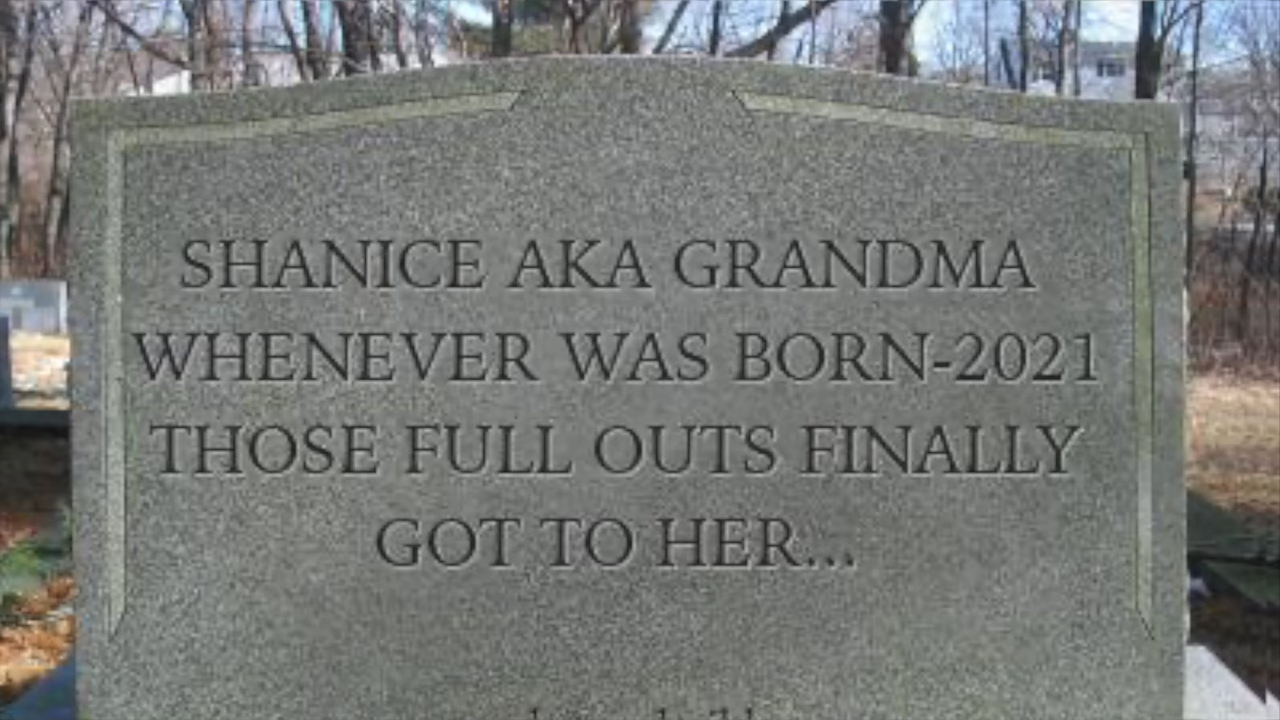 SHANICE AKA GRANDMA
WHENEVER WAS BORN-2021
THOSE FULL OUTS FINALLY
GOT TO HER...